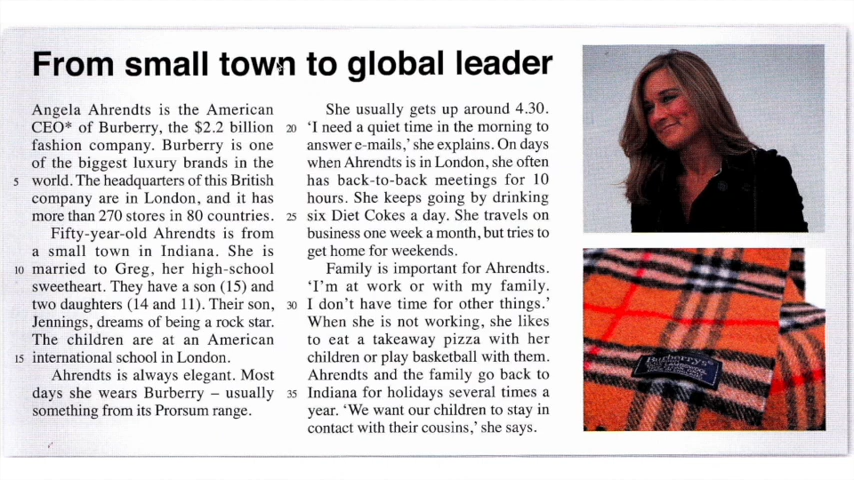 From small town to global leader
Angela Ahrendts is the American
CEO* of Burberry, the $2.2 billion
fashion company. Burberry is one
of the biggest luxury brands in the
5 world. The headquarters of this British
company are in London, and it has
more than 270 stores in 80 countries.
Fifty-year-old Ahrendts is from
a small town in Indiana. She is
10 married to Greg, her high-school
sweetheart. They have a son (15) and
two daughters (14 and 11). Their son,
Jennings, dreams of being a rock star.
The children are at an American
15 international school in London.
Ahrendts is always elegant. Most
days she wears Burberry – usually
something from its Prorsum range.
She usually gets up around 4.30.
20 'I need a quiet time in the morning to
answer e-mails,' she explains. On days
when Ahrendts is in London, she often
has back-to-back meetings for 10
hours. She keeps going by drinking
25 six Diet Cokes a day. She travels on
business one week a month, but tries to
get home for weekends.
Family is important for Ahrendts.
'I'm at work or with my family.
30 I don't have time for other things.'
When she is not working, she likes
to eat a takeaway pizza with her
children or play basketball with them.
Ahrendts and the family go back to
35 Indiana for holidays several times a
year. 'We want our children to stay in
contact with their cousins,' she says.
Burberrys